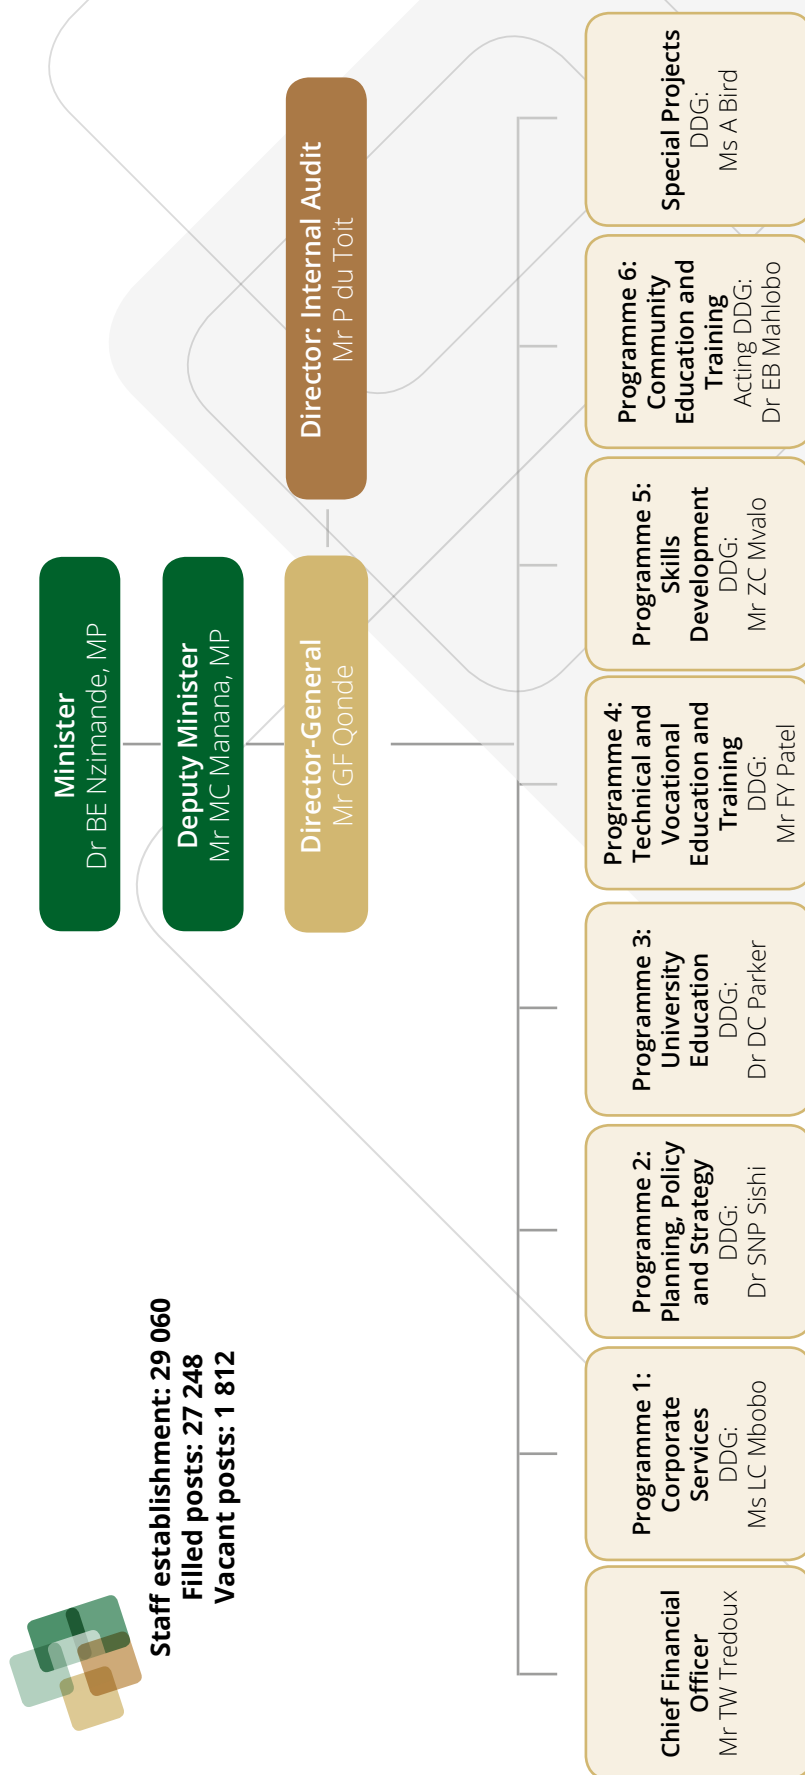 Staff establishment: 29 060
Filled posts: 27 248
Vacant posts: 1 812
Minister
Dr BE Nzimande, MP
Deputy Minister
Mr MC Manana, MP
Director-General
Mr GF Qonde
Director: Internal Audit
Mr P du Toit
Chief Financial
Officer
Mr TW Tredoux
Programme 1:
Corporate
Services
DDG:
Ms LC Mbobo
Programme 2:
Planning, Policy
and Strategy
DDG:
Dr SNP Sishi
Programme 3:
University
Education
DDG:
Dr DC Parker
Programme 4:
Technical and
Vocational
Education and
Training
DDG:
Mr FY Patel
Programme 5:
Skills
Development
DDG:
Mr ZC Mvalo
Programme 6:
Community
Education and
Training
Acting DDG:
Dr EB Mahlobo
Special Projects
DDG:
Ms A Bird